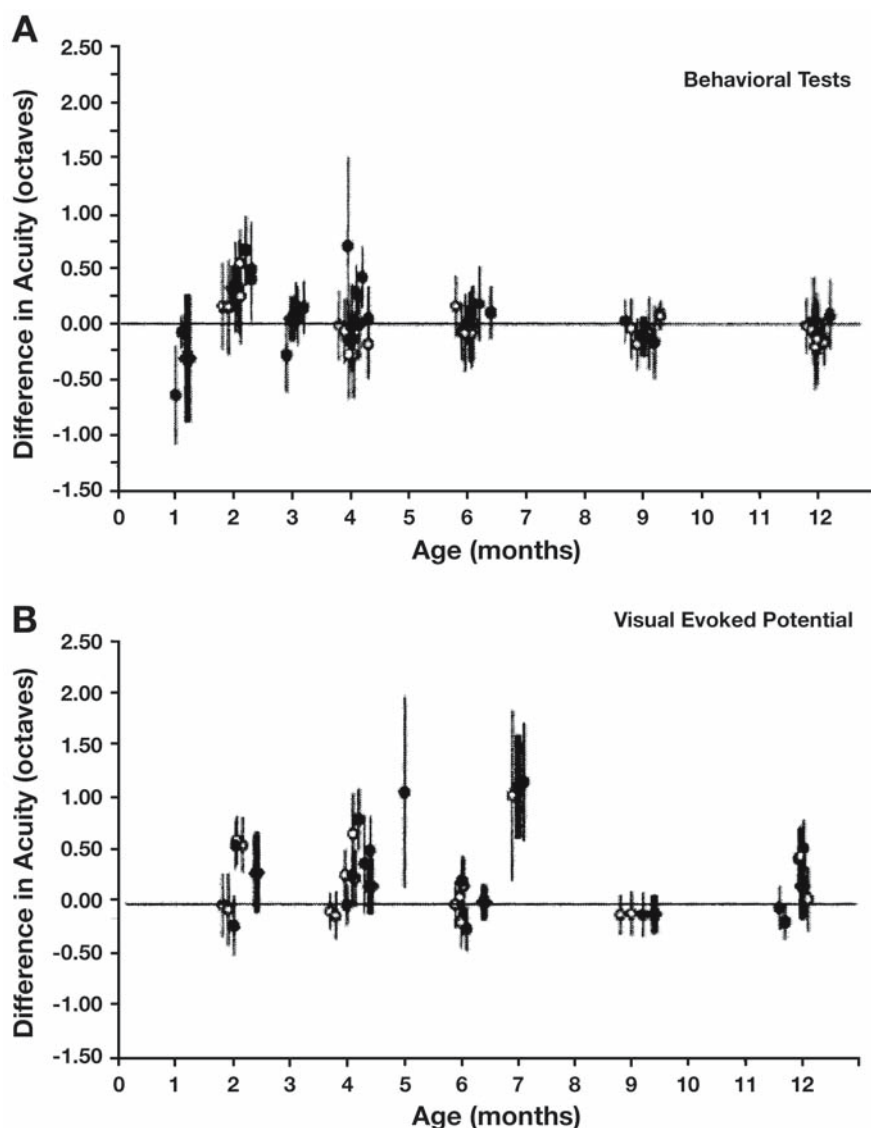 A
Behavioral Tests
Difference in Acuity (octaves)
2.50
2.00
1.50
1.00
0.50
0.00
-0.50
-1.00
-1.50
0 1 2 3 4 5 6 7 8 9 10 11 12
Age (months)
B
Visual Evoked Potential
Difference in Acuity (octaves)
2.50
2.00
1.50
1.00
0.50
0.00
-0.50
-1.00
-1.50
0 1 2 3 4 5 6 7 8 9 10 11 12
Age (months)